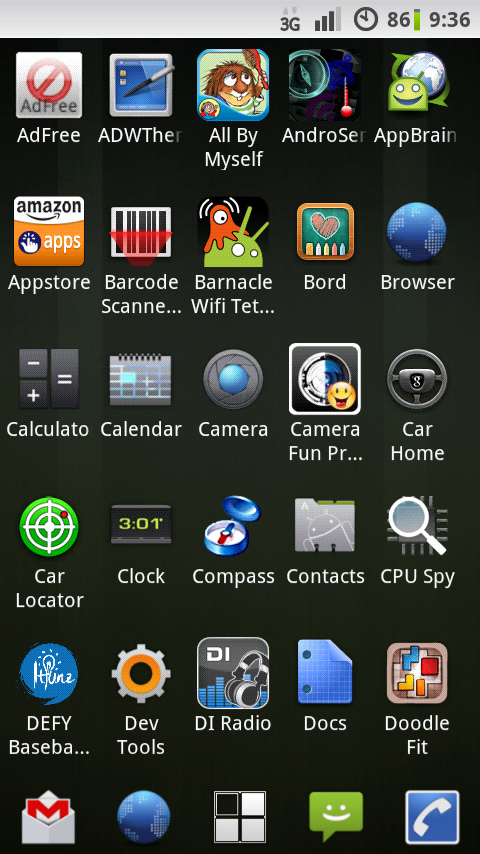 3G 86 9:36
AdFree
AdFree
ADWTher
All By
Myself
AndroSer
AppBrain
amazon
apps
Appstore
Barcode
Scanne...
Barnacle
Wifi Tet...
Bord
Browser
Calculato
Calendar
Camera
Camera
Fun Pr...
g
Car
Home
Car
Locator
3:01
Clock
Compass
A
Contacts
CPU Spy
DEFY
Baseba...
Dev
Tools
DI
DI Radio
Docs
Doodle
Fit